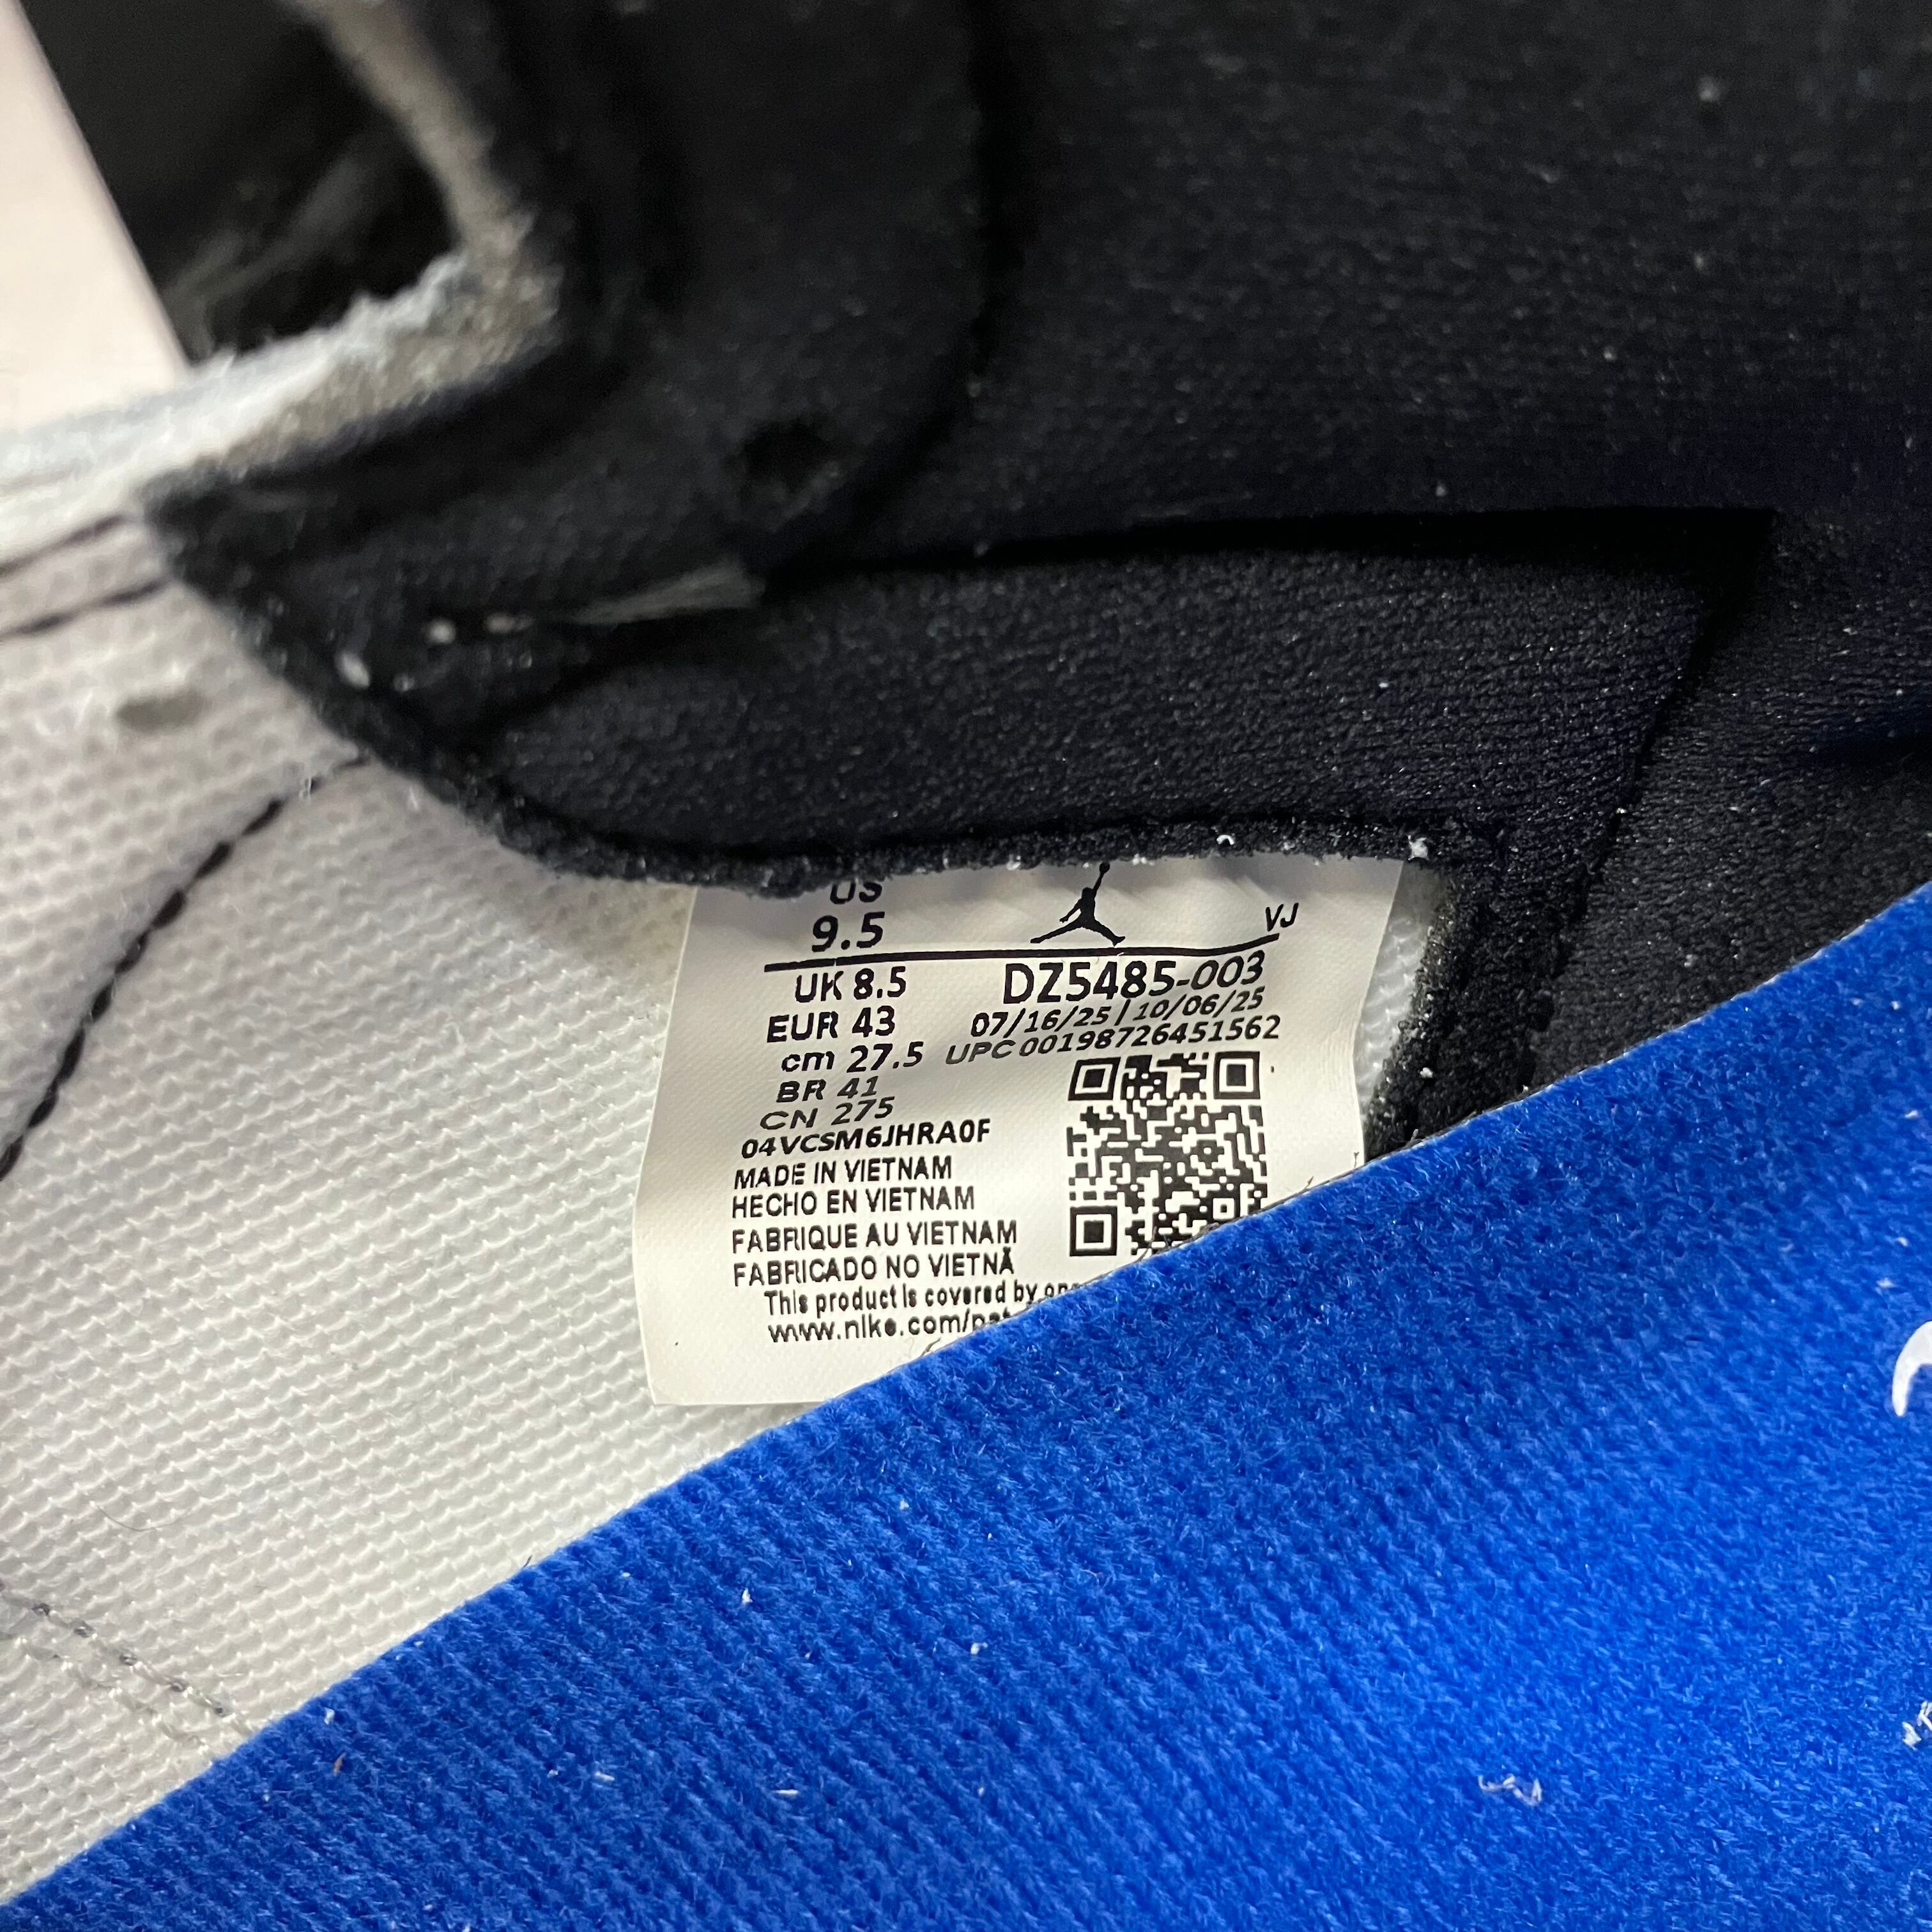 US
9.5
VJ
UK 8.5
DZ5485-003
EUR 43
07/16/25 | 10/06/25
cm 27.5
UPC 00198726451562
BR 41
CN 275
04VCSM6JHRA0F
MADE IN VIETNAM
HECHO EN VIETNAM
FABRIQUE AU VIETNAM
FABRICADO NO VIETNÃ
This product is covered by
www.nike.com/